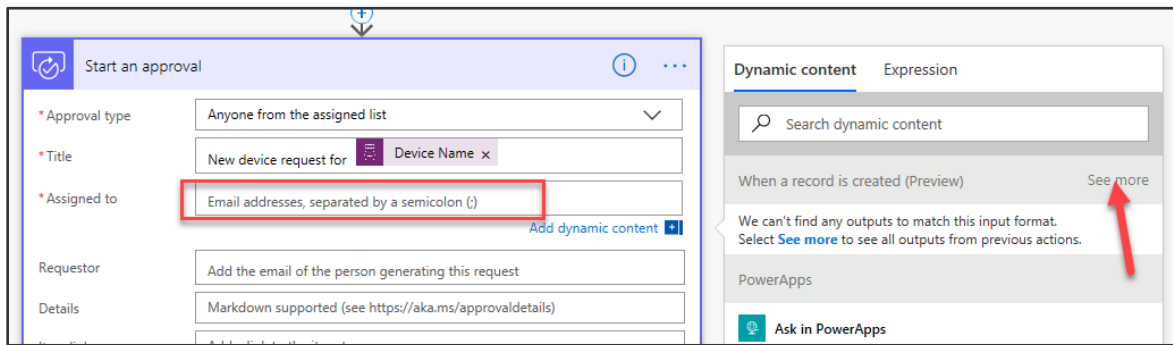 Start an approval
* Approval type
Anyone from the assigned list
* Title
New device request for Device Name x
* Assigned to
Email addresses, separated by a semicolon (;)
Add dynamic content
Requestor
Add the email of the person generating this request
Details
Markdown supported (see https://aka.ms/approvaldetails)
Dynamic content Expression
Search dynamic content
When a record is created (Preview) See more
We can't find any outputs to match this input format.
Select See more to see all outputs from previous actions.
PowerApps
Ask in PowerApps